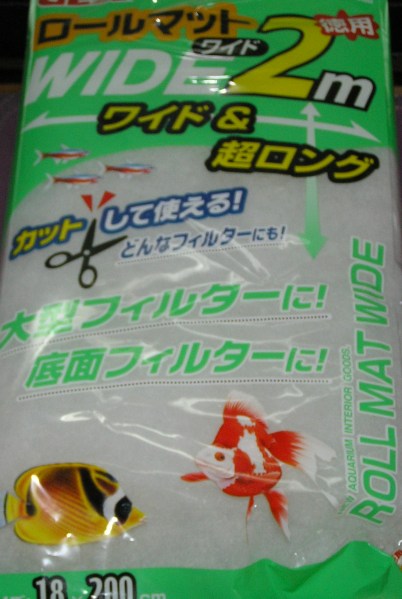 ロールマット
徳用
ワイド
WIDE 2m
ワイド &
超ロング
カットして使える!
どんなフィルターにも!
大型フィルターに!
底面フィルターに!
AQUARIUM INTERIOR GOODS
ROLL MAT WIDE
18 × 200 cm